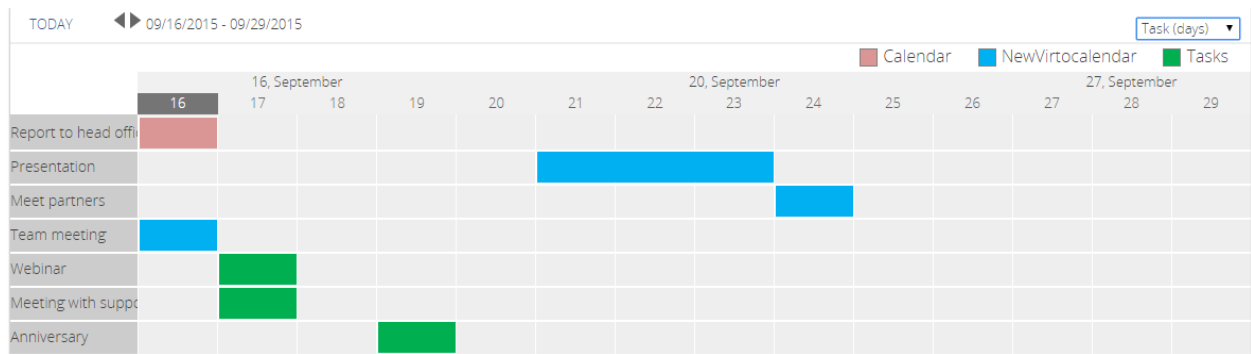 TODAY 09/16/2015 - 09/29/2015 Task (days)
Calendar NewVirtocalendar Tasks
16, September 20, September 27, September
16 17 18 19 20 21 22 23 24 25 26 27 28 29
Report to head offi
Presentation
Meet partners
Team meeting
Webinar
Meeting with suppo
Anniversary